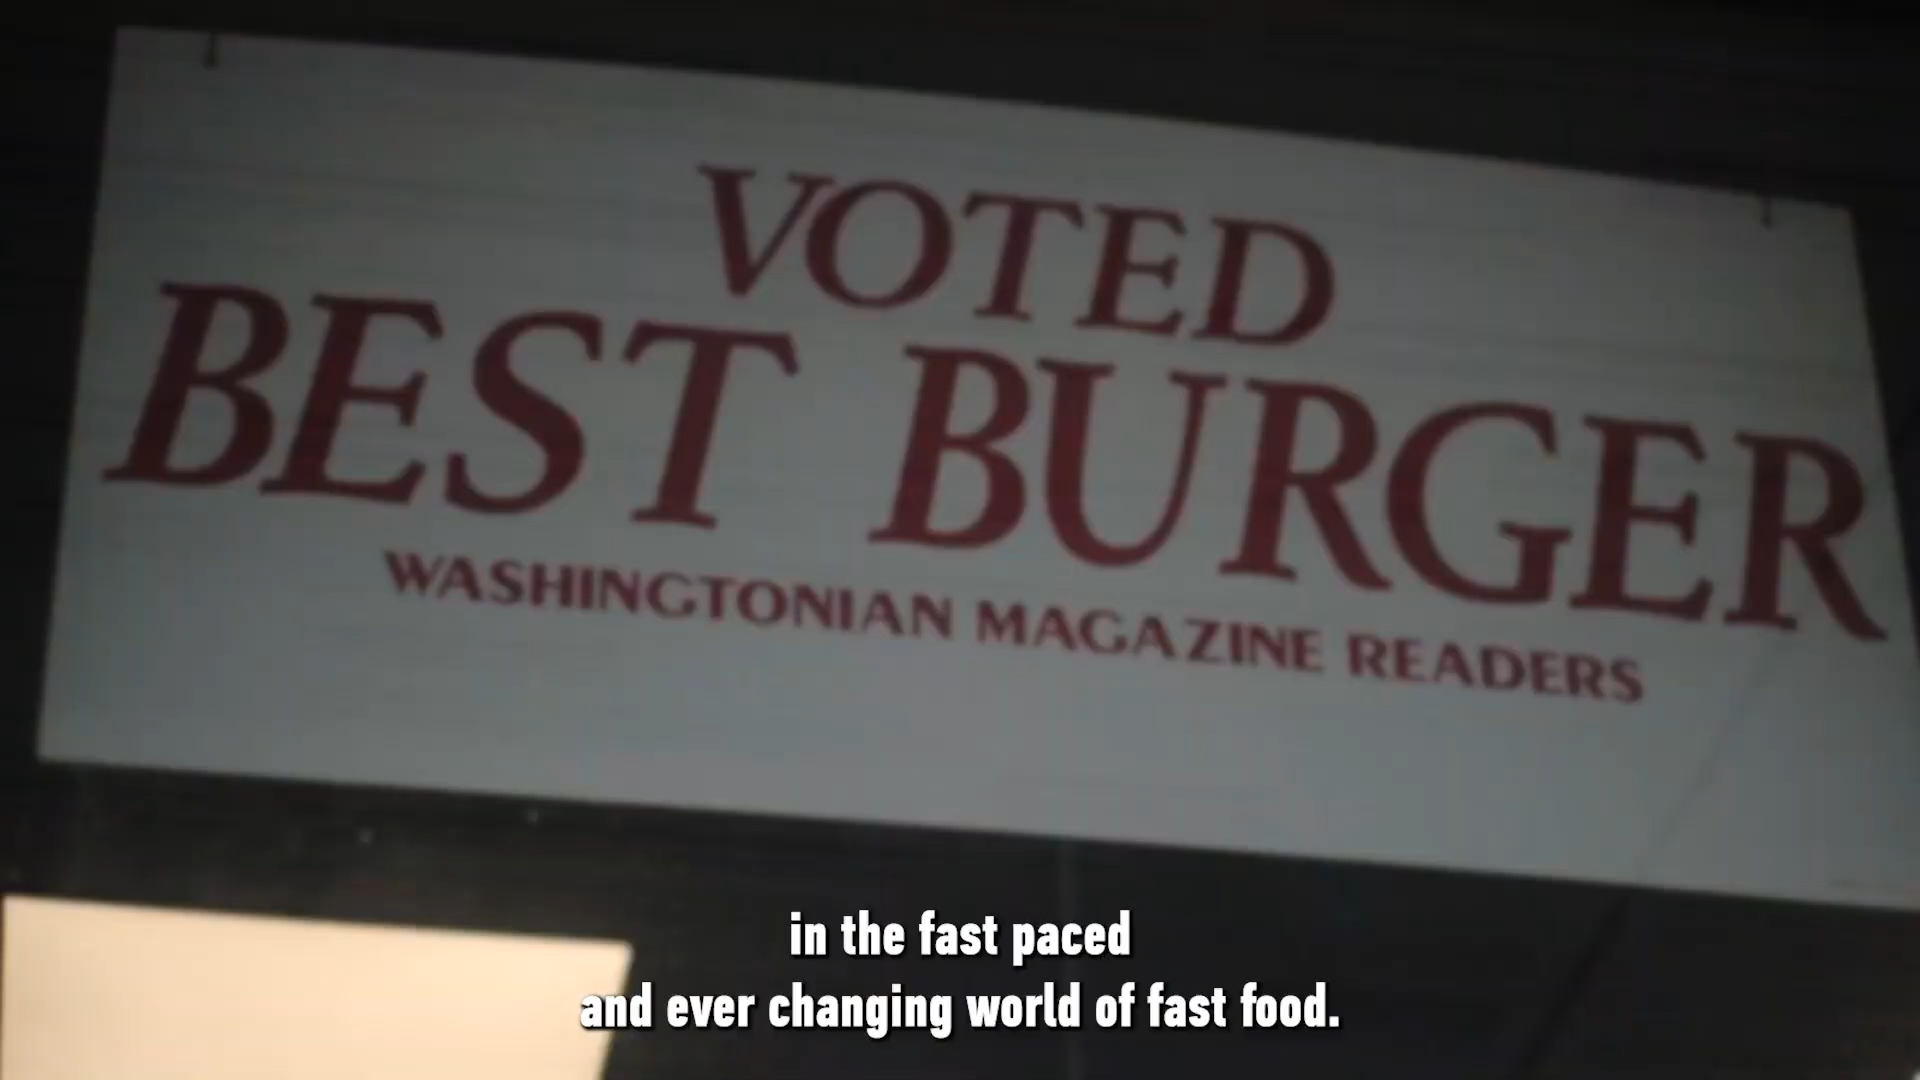 VOTED
BEST BURGER
WASHINGTONIAN MAGAZINE READERS
in the fast paced
and ever changing world of fast food.